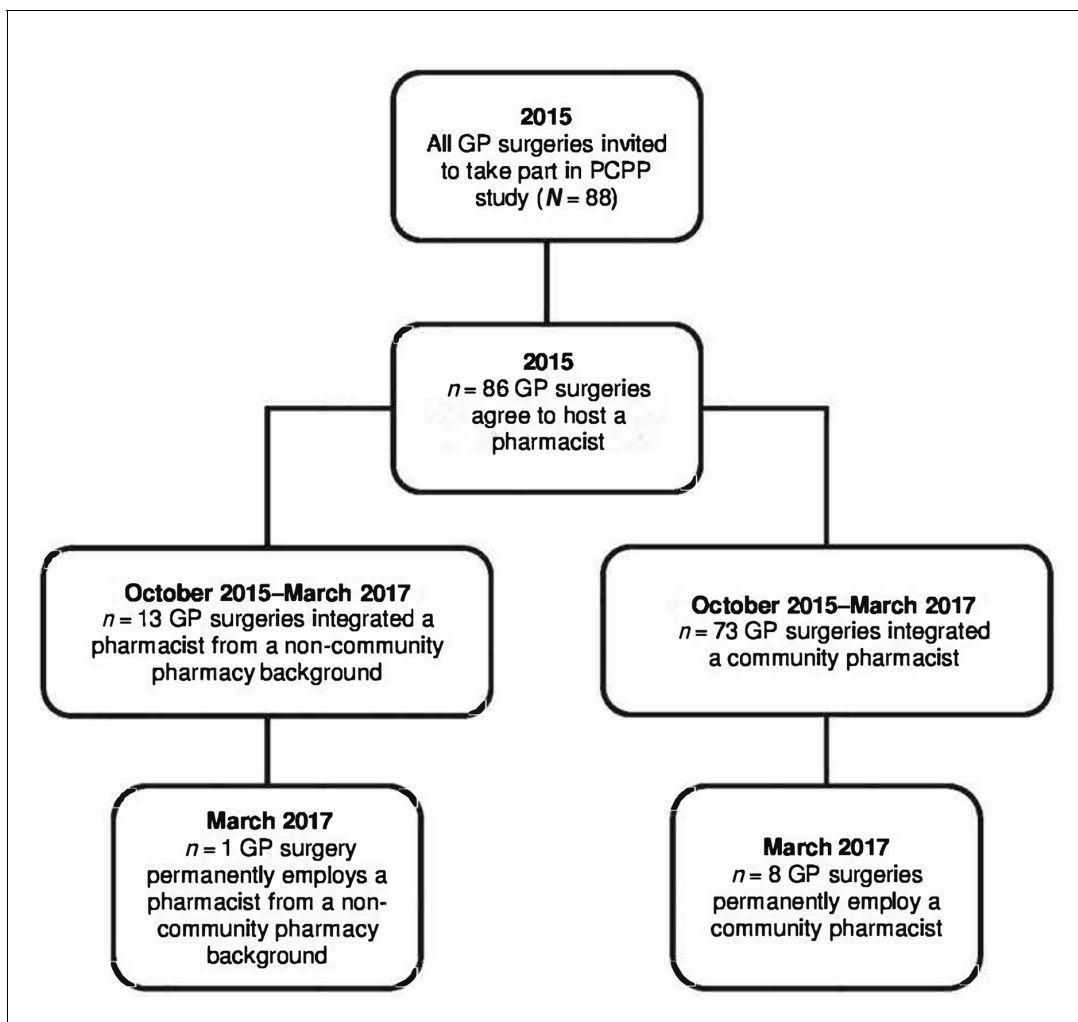 2015
All GP surgeries invited
to take part in PCPP
study (N = 88)
2015
n = 86 GP surgeries
agree to host a
pharmacist
October 2015–March 2017
n = 13 GP surgeries integrated a
pharmacist from a non-community
pharmacy background
October 2015–March 2017
n = 73 GP surgeries integrated
a community pharmacist
March 2017
n = 1 GP surgery
permanently employs a
pharmacist from a non-
community pharmacy
background
March 2017
n = 8 GP surgeries
permanently employ a
community pharmacist